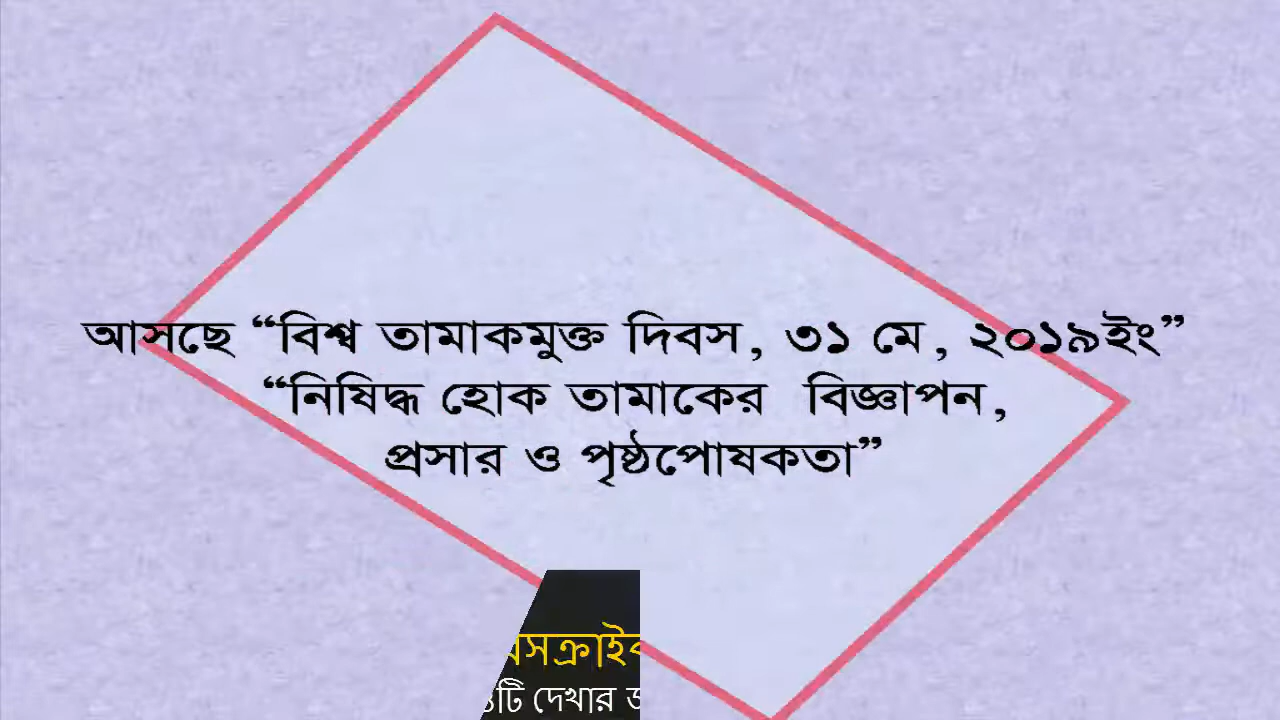 আসছে “বিশ্ব তামাকমুক্ত দিবস, ৩১ মে, ২০১৯ইং”
“নিষিদ্ধ হোক তামাকের বিজ্ঞাপন,
প্রসার ও পৃষ্ঠপোষকতা”
দেখার